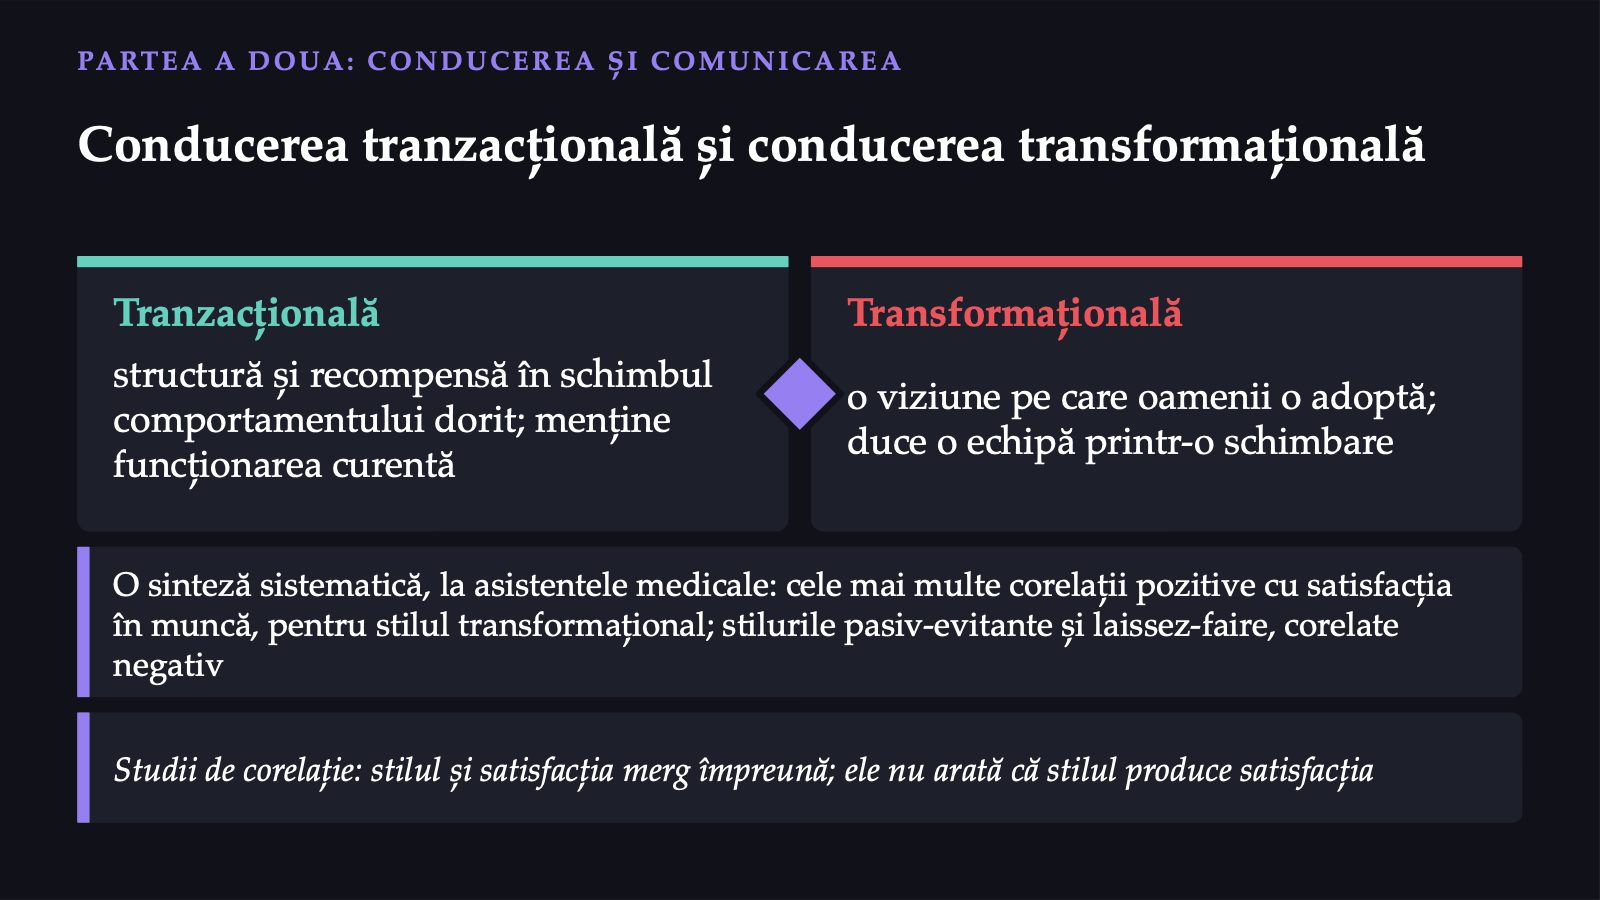 PARTEA A DOUA: CONDUCEREA ȘI COMUNICAREA
Conducerea tranzacțională și conducerea transformațională
Tranzacțională
structură și recompensă în schimbul
comportamentului dorit; menține
funcționarea curentă
Transformațională
o viziune pe care oamenii o adoptă;
duce o echipă printr-o schimbare
O sinteză sistematică, la asistentele medicale: cele mai multe corelații pozitive cu satisfacția
în muncă, pentru stilul transformațional; stilurile pasiv-evitante și laissez-faire, corelate
negativ
Studii de corelație: stilul și satisfacția merg împreună; ele nu arată că stilul produce satisfacția